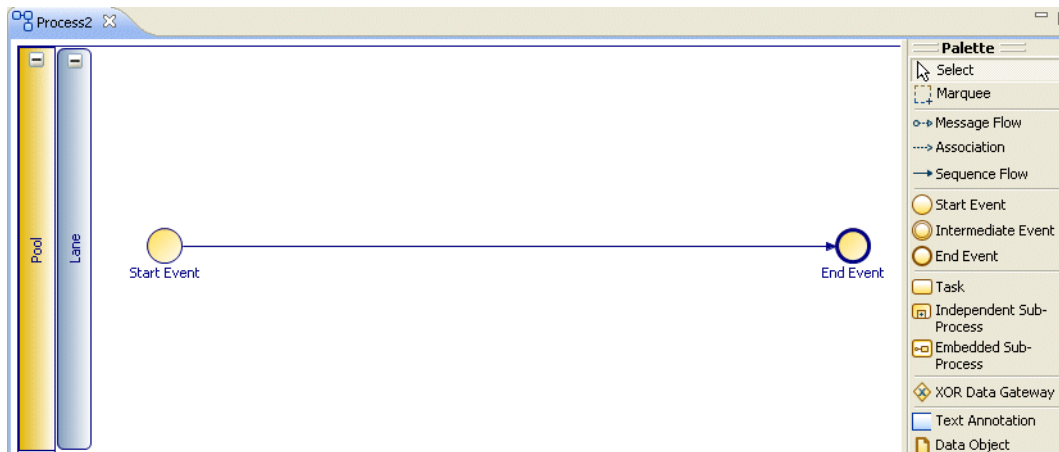 Process2
Pool
Lane
Start Event
End Event
Palette
Select
Marquee
Message Flow
Association
Sequence Flow
Start Event
Intermediate Event
End Event
Task
Independent Sub-
Process
Embedded Sub-
Process
XOR Data Gateway
Text Annotation
Data Object